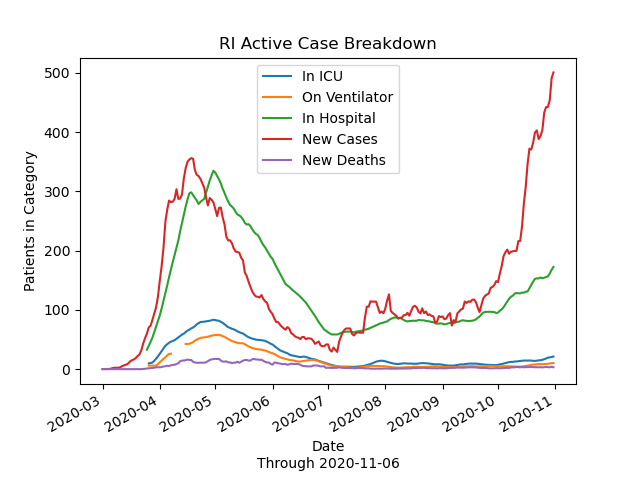 RI Active Case Breakdown
In ICU
On Ventilator
In Hospital
New Cases
New Deaths
Patients in Category
500
400
300
200
100
0
2020-03
2020-04
2020-05
2020-06
2020-07
2020-08
2020-09
2020-10
2020-11
Date
Through 2020-11-06